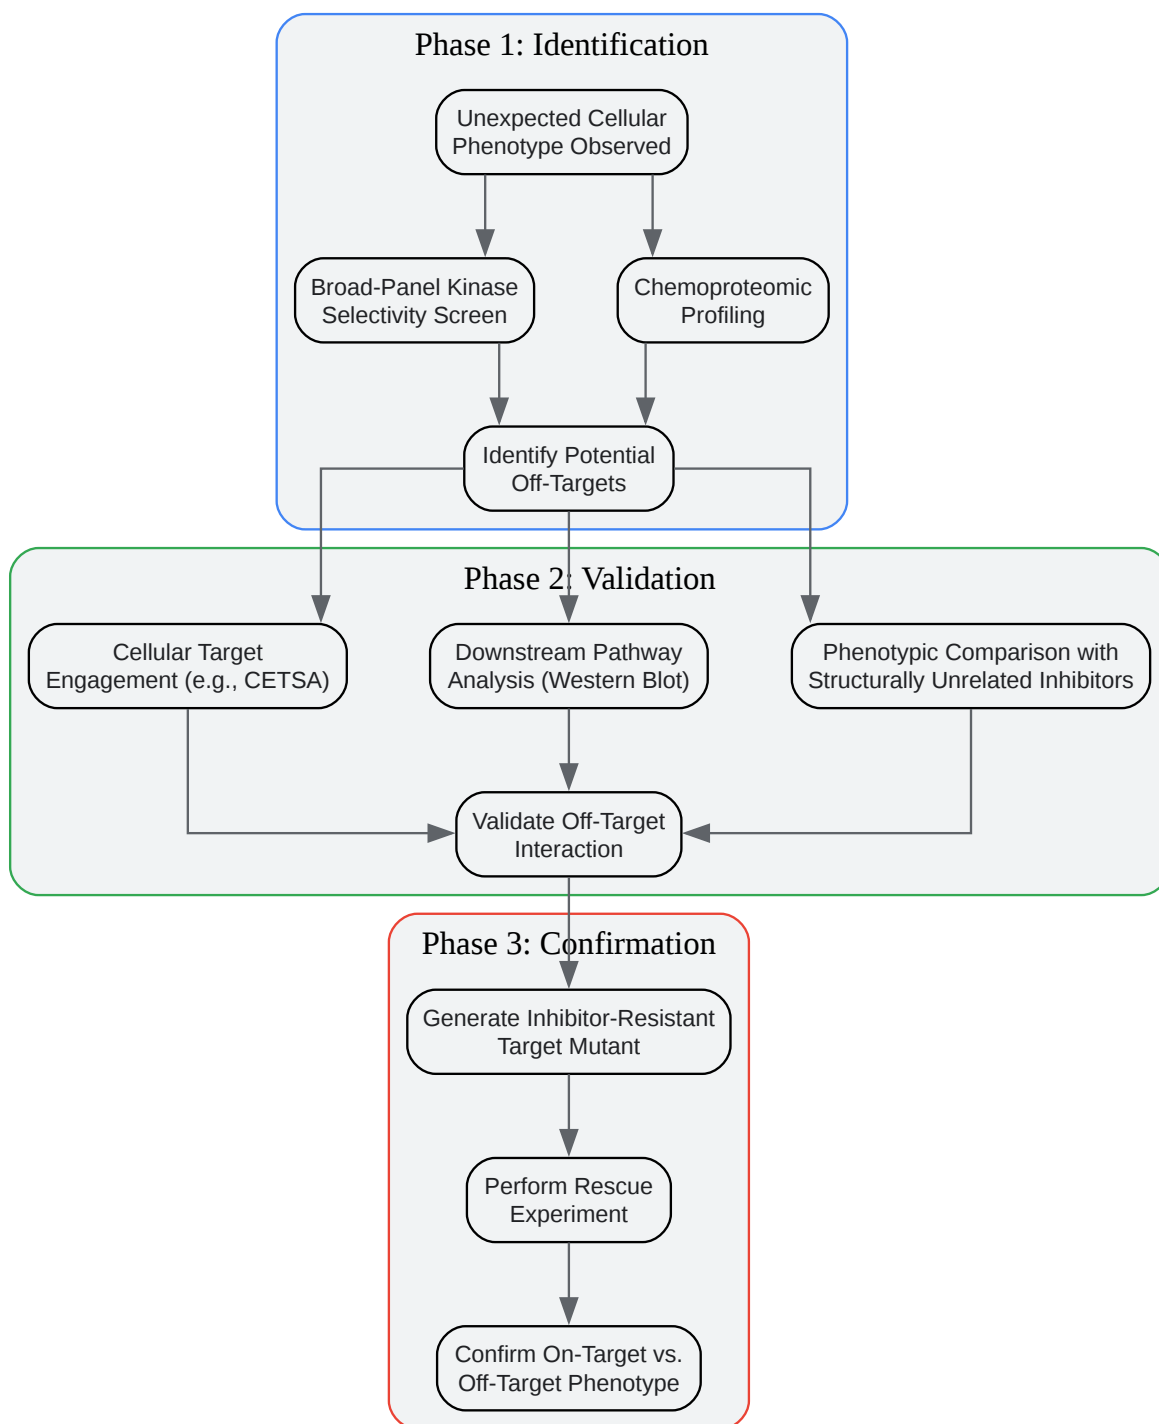 Phase 1: Identification
Unexpected Cellular
Phenotype Observed
Broad-Panel Kinase
Selectivity Screen
Chemoproteomic
Profiling
Identify Potential
Off-Targets
Phase 2: Validation
Cellular Target
Engagement (e.g., CETSA)
Downstream Pathway
Analysis (Western Blot)
Phenotypic Comparison with
Structurally Unrelated Inhibitors
Validate Off-Target
Interaction
Phase 3: Confirmation
Generate Inhibitor-Resistant
Target Mutant
Perform Rescue
Experiment
Confirm On-Target vs.
Off-Target Phenotype